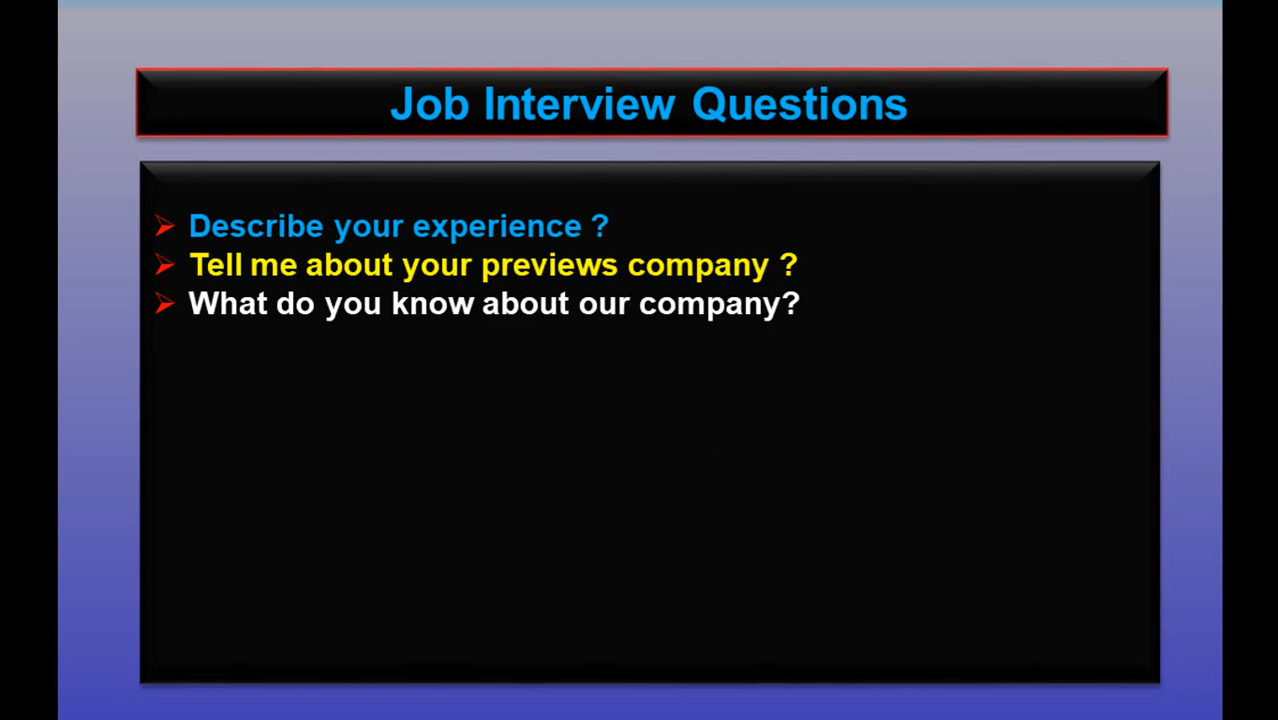 Job Interview Questions
Describe your experience ?
Tell me about your previews company ?
What do you know about our company?